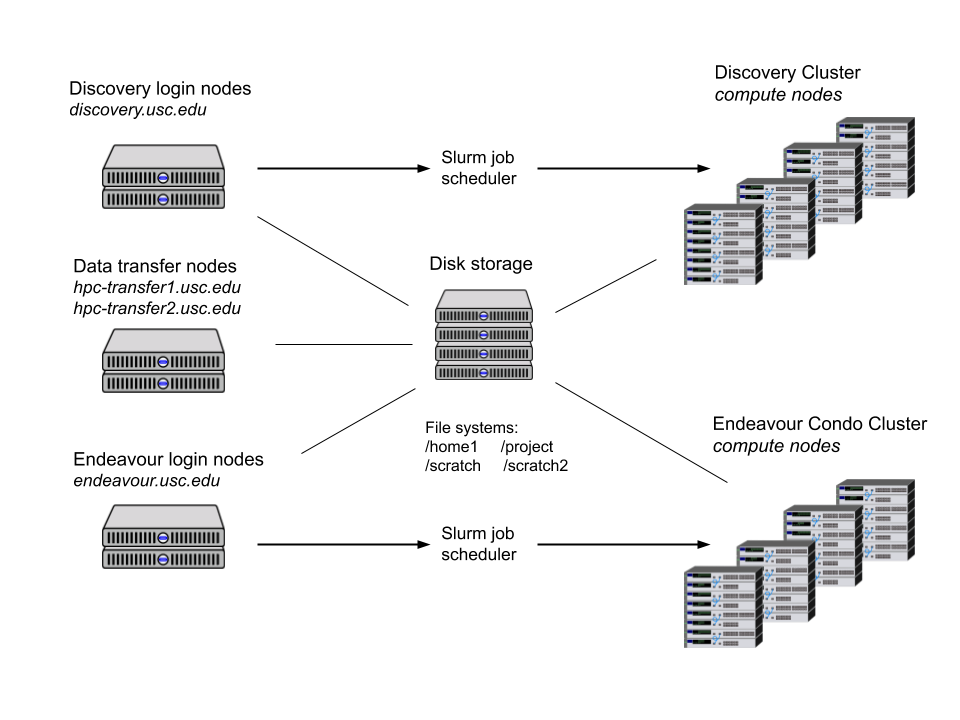 Discovery login nodes
discovery.usc.edu
Slurm job
scheduler
Discovery Cluster
compute nodes
Data transfer nodes
hpc-transfer1.usc.edu
hpc-transfer2.usc.edu
Disk storage
File systems:
/home1 /project
/scratch /scratch2
Endeavour login nodes
endeavour.usc.edu
Slurm job
scheduler
Endeavour Condo Cluster
compute nodes